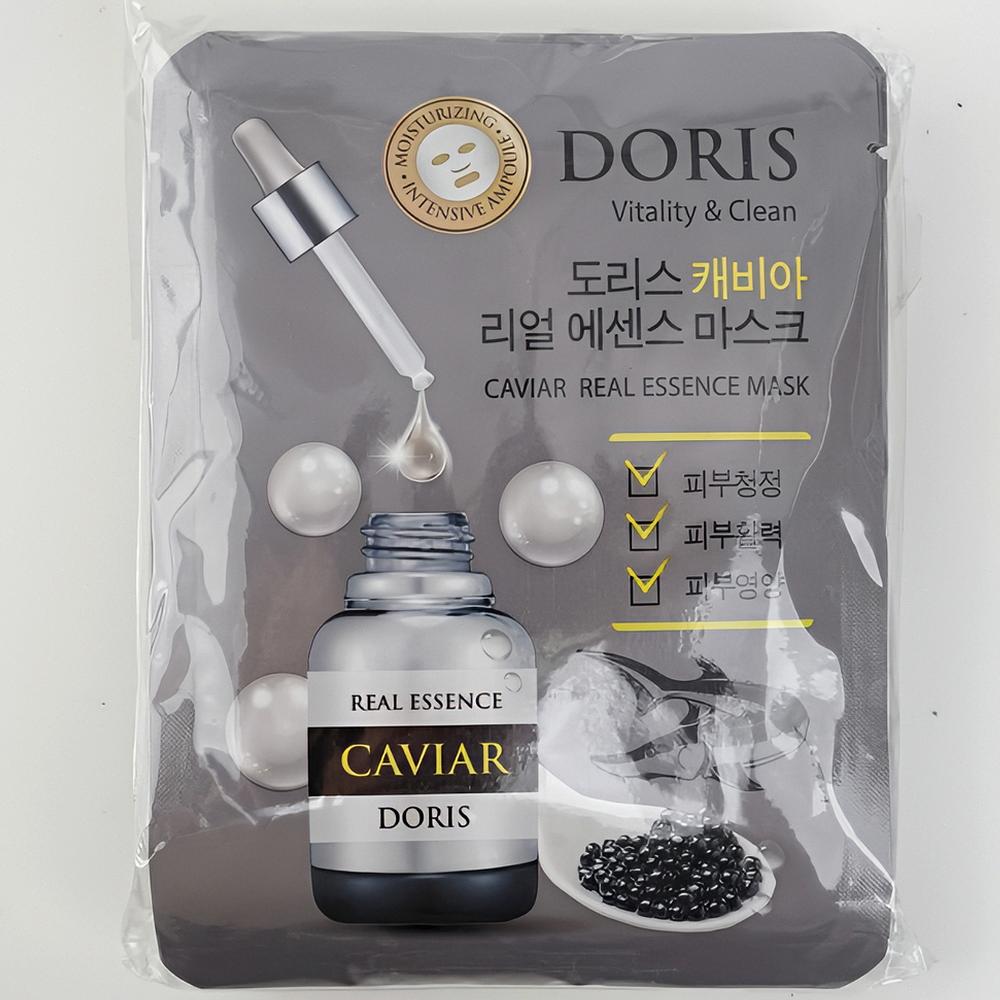 MOISTURIZING • INTENSIVE AMPOULE •
DORIS
Vitality & Clean
도리스 캐비아
리얼 에센스 마스크
CAVIAR REAL ESSENCE MASK
피부청정
피부활력
피부영양
REAL ESSENCE
CAVIAR
DORIS